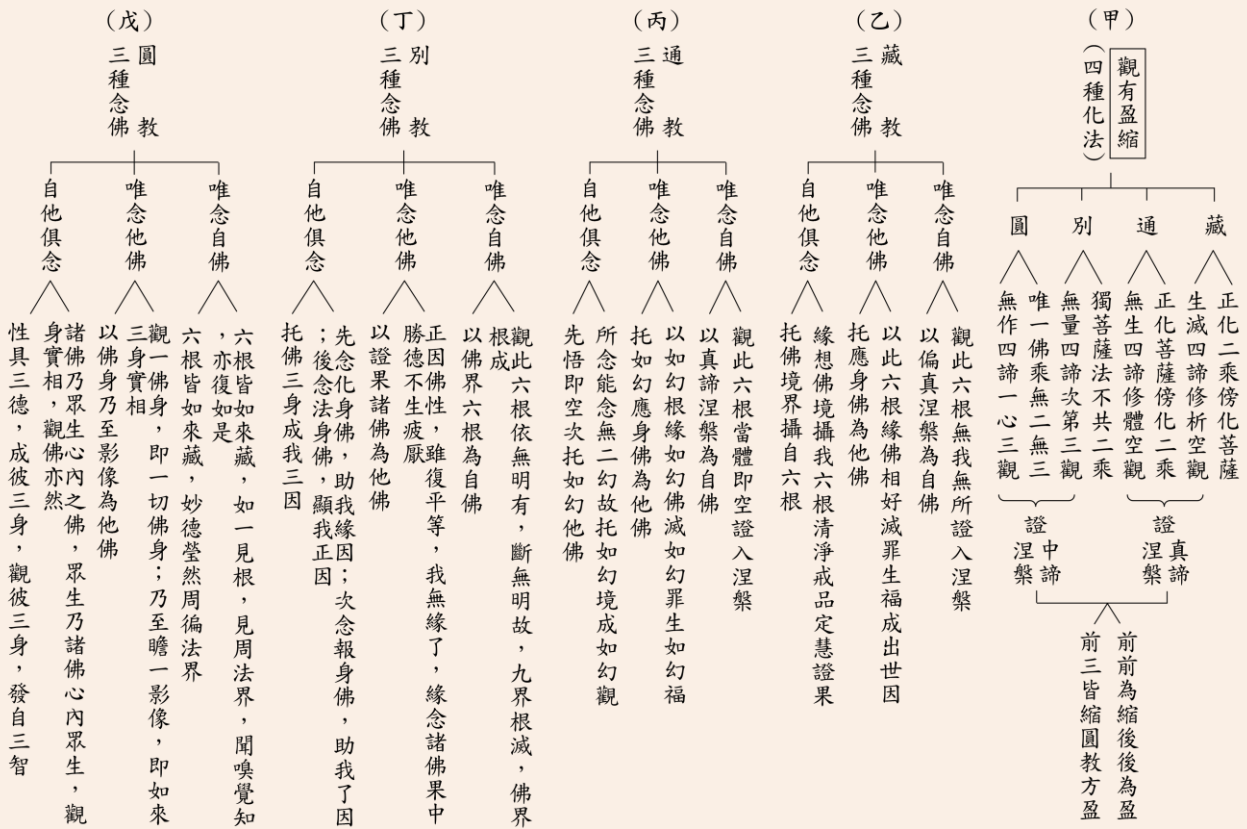 （甲）
觀有盈縮
（四種化法）
藏
正化二乘傍化菩薩
生滅四諦修析空觀
通
正化菩薩傍化二乘
無生四諦修體空觀
別
獨菩薩法不共二乘
無量四諦次第三觀
圓
唯一佛乘無二無三
無作四諦一心三觀
證真諦涅槃
證中諦涅槃
前前為縮後後為盈
前三皆縮圓教方盈
（乙）
藏教
三種念佛
唯念自佛
觀此六根無我無所證入涅槃
以偏真涅槃為自佛
唯念他佛
以此六根緣佛相好滅罪生福成出世因
托應身佛為他佛
自他俱念
緣想佛境攝我六根清淨戒品定慧證果
托佛境界攝自六根
（丙）
通教
三種念佛
唯念自佛
觀此六根當體即空證入涅槃
以真諦涅槃為自佛
唯念他佛
以如幻根緣如幻佛滅如幻罪生如幻福
托如幻應身佛為他佛
自他俱念
所念能念無二幻故托如幻境成如幻觀
先悟即空次托如幻他佛
（丁）
別教
三種念佛
唯念自佛
觀此六根依無明有，斷無明故，九界根滅，佛界
根成
以佛界六根為自佛
唯念他佛
正因佛性，雖復平等，我無緣了，緣念諸佛果中
勝德不生疲厭
以證果諸佛為他佛
自他俱念
先念化身佛，助我緣因；次念報身佛，助我了因
；後念法身佛，顯我正因
托佛三身成我三因
（戊）
圓教
三種念佛
唯念自佛
六根皆如來藏，如一見根，見周法界，聞嗅覺知
，亦復如是
六根皆如來藏，妙德瑩然周徧法界
唯念他佛
觀一佛身，即一切佛身；乃至瞻一影像，即如來
三身實相
以佛身乃至影像為他佛
自他俱念
諸佛乃眾生心內之佛，眾生乃諸佛心內眾生，觀
身實相，觀佛亦然
性具三德，成彼三身，觀彼三身，發自三智